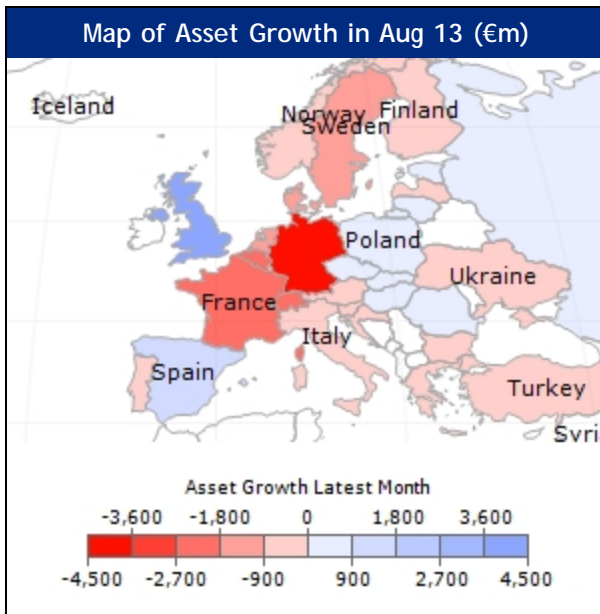 Map of Asset Growth in Aug 13 (€m)
Iceland
Norway
Finland
Sweden
Poland
Ukraine
France
Italy
Spain
Turkey
Syri
Asset Growth Latest Month
-3,600 -1,800 0 1,800 3,600
-4,500 -2,700 -900 900 2,700 4,500